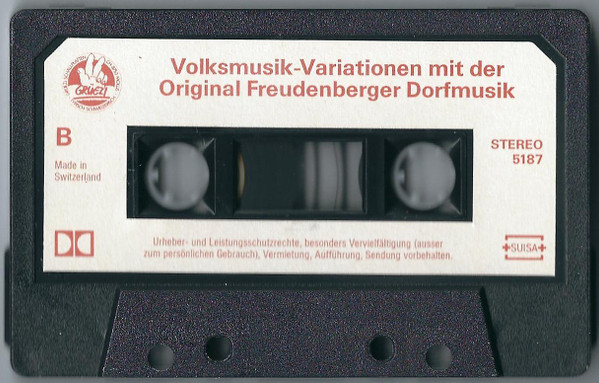 Volksmusik-Variationen mit der
Original Freudenberger Dorfmusik
GRÜEZI
B
STEREO
5187
Made in
Switzerland
SUISA
Urheber- und Leistungsschutzrechte, besonders Vervielfältigung (ausser
zum persönlichen Gebrauch), Vermietung, Aufführung, Sendung vorbehalten.